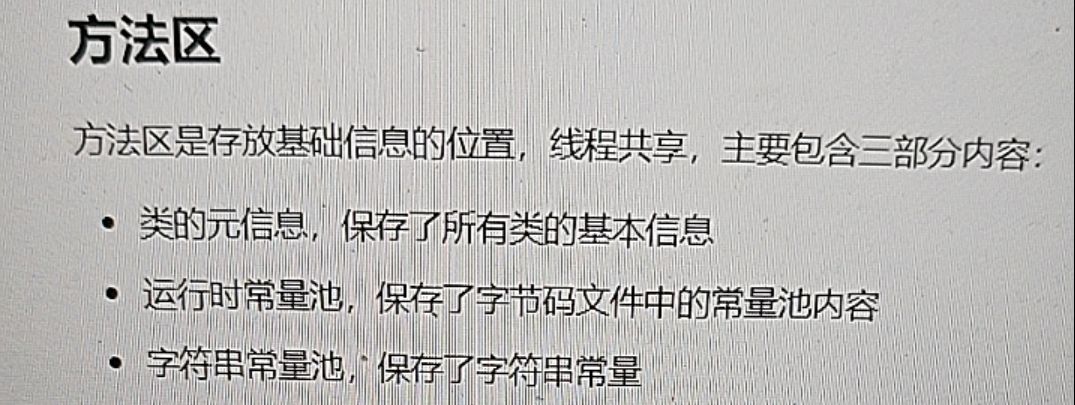 方法区
方法区是存放基础信息的位置，线程共享，主要包含三部分内容：
• 类的元信息，保存了所有类的基本信息
• 运行时常量池，保存了字节码文件中的常量池内容
• 字符串常量池，保存了字符串常量